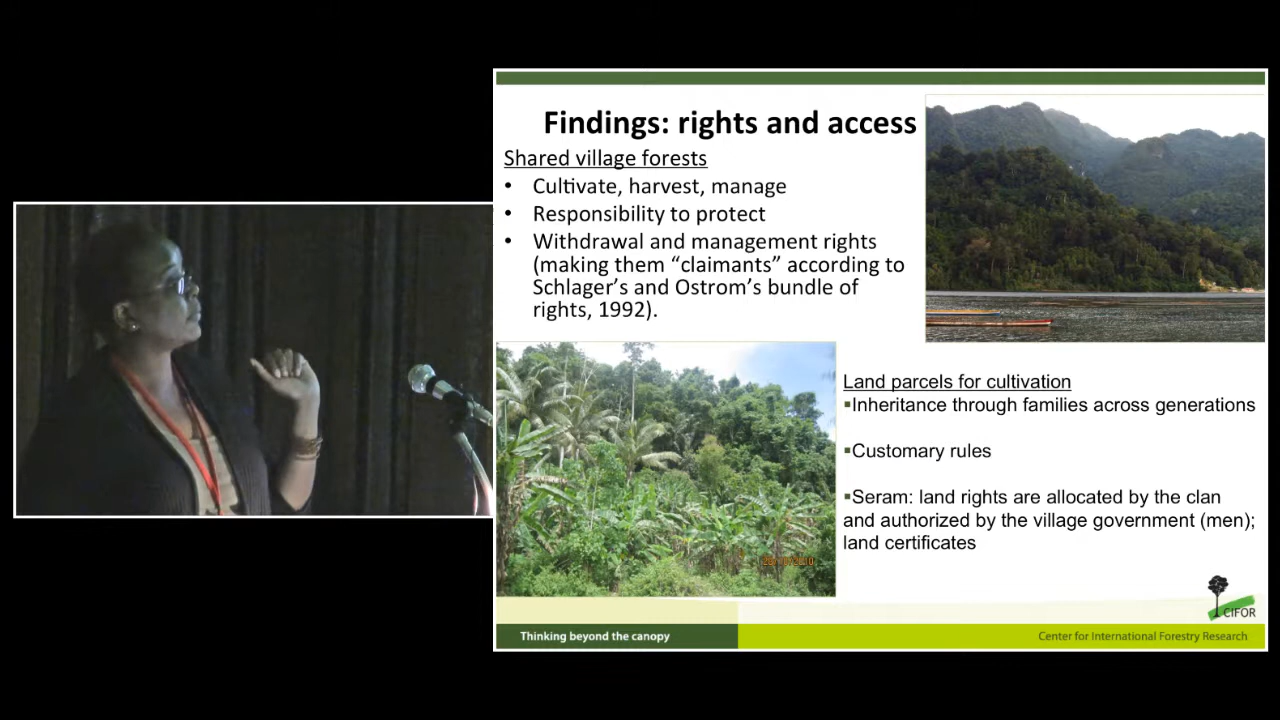 Findings: rights and access
Shared village forests
• Cultivate, harvest, manage
• Responsibility to protect
• Withdrawal and management rights
(making them “claimants” according to
Schlager’s and Ostrom’s bundle of
rights, 1992).
Land parcels for cultivation
▪Inheritance through families across generations
▪Customary rules
▪Seram: land rights are allocated by the clan
and authorized by the village government (men);
land certificates
CIFOR
Thinking beyond the canopy
Center for International Forestry Research